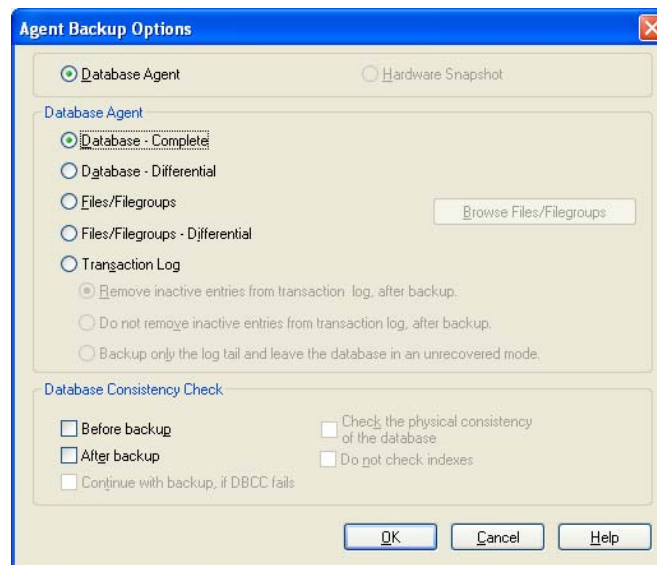 Agent Backup Options
Database Agent
Hardware Snapshot
Database Agent
Database - Complete
Database - Differential
Files/Filegroups
Browse Files/Filegroups
Files/Filegroups - Differential
Transaction Log
Remove inactive entries from transaction log, after backup.
Do not remove inactive entries from transaction log, after backup.
Backup only the log tail and leave the database in an unrecovered mode.
Database Consistency Check
Before backup
Check the physical consistency
of the database
After backup
Do not check indexes
Continue with backup, if DBCC fails
OK
Cancel
Help